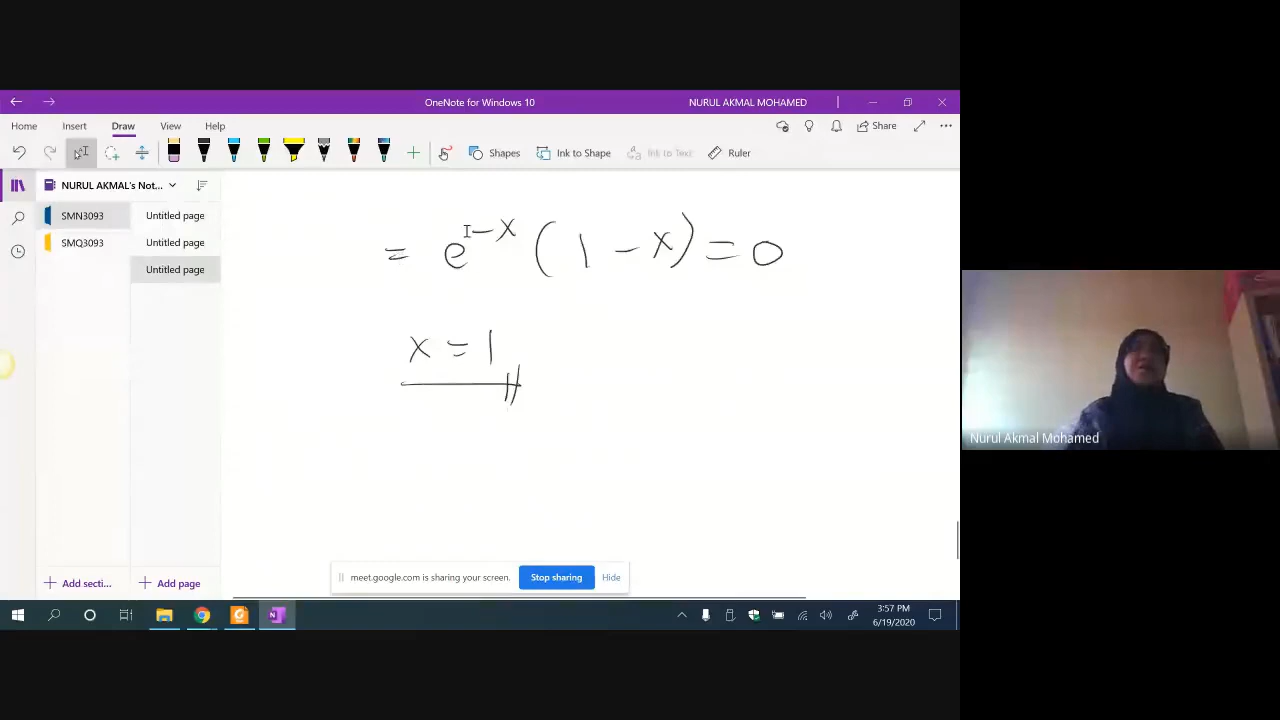 OneNote for Windows 10
NURUL AKMAL MOHAMED
Home Insert Draw View Help
Share
Shapes Ink to Shape Ink to Text Ruler
NURUL AKMAL's Not...
SMN3093
SMQ3093
Untitled page
Untitled page
Untitled page
= e^-x (1 - x) = 0
x = 1
Nurul Akmal Mohamed
meet.google.com is sharing your screen. Stop sharing Hide
Add secti...
Add page
3:57 PM
6/19/2020